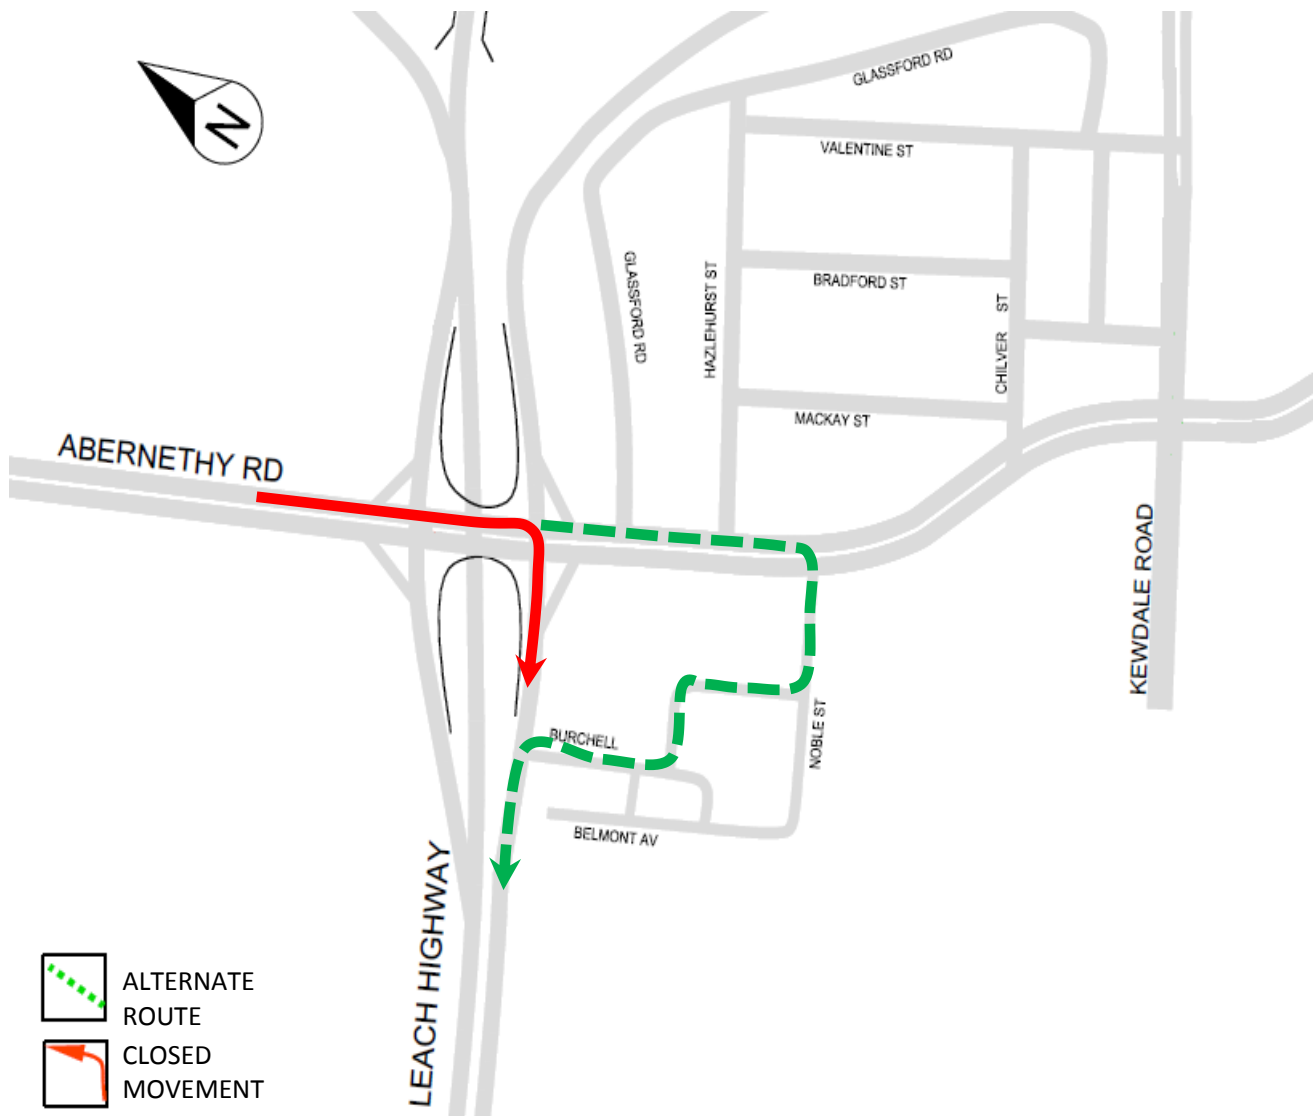 GLASSFORD RD
N
VALENTINE ST
GLASSFORD RD
HAZLEHURST ST
BRADFORD ST
CHILVER ST
MACKAY ST
ABERNETHY RD
KEWDALE ROAD
BURCHELL
NOBLE ST
BELMONT AV
LEACH HIGHWAY
ALTERNATE
ROUTE
CLOSED
MOVEMENT